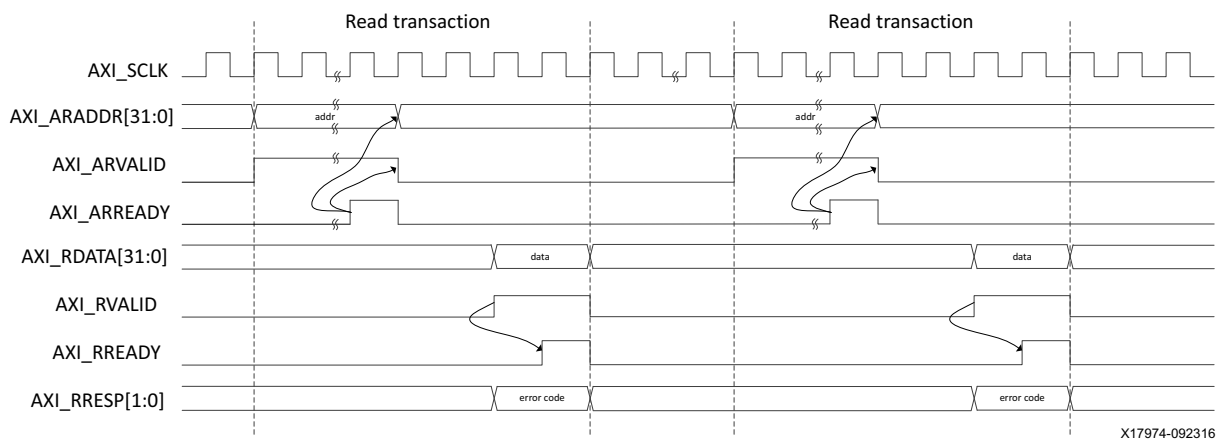 Read transaction Read transaction
AXI_SCLK
AXI_ARADDR[31:0] addr addr
AXI_ARVALID
AXI_ARREADY
AXI_RDATA[31:0] data data
AXI_RVALID
AXI_RREADY
AXI_RRESP[1:0] error code error code
X17974-092316